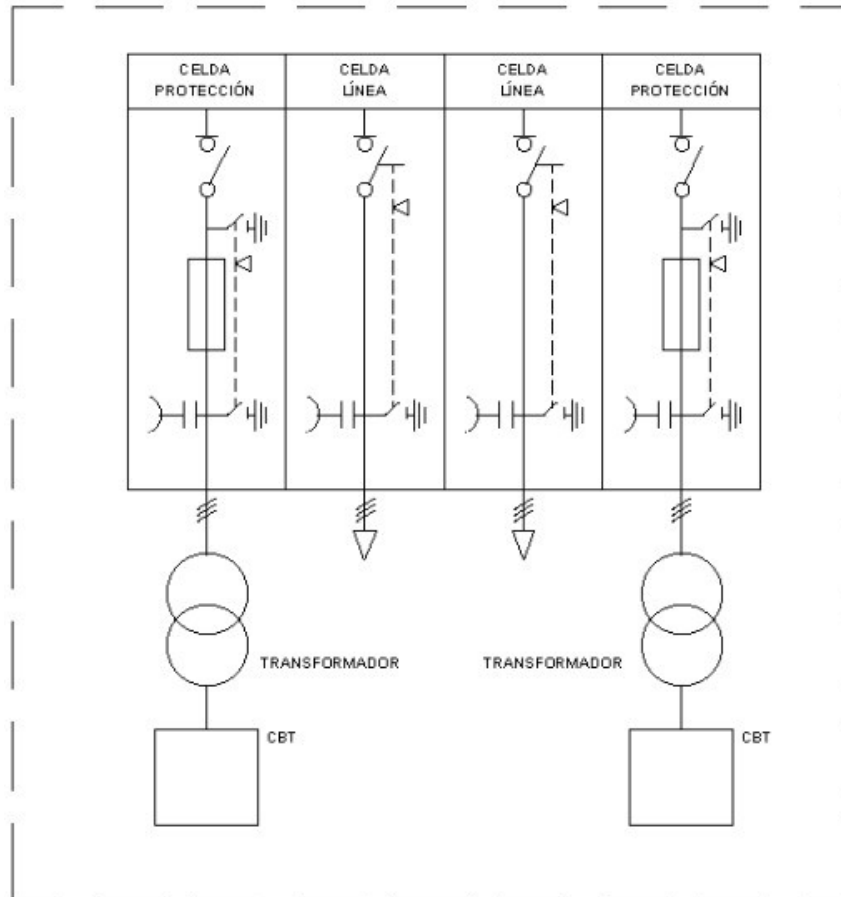 CELDA
PROTECCIÓN
CELDA
LÍNEA
CELDA
LÍNEA
CELDA
PROTECCIÓN
TRANSFORMADOR
TRANSFORMADOR
CBT
CBT